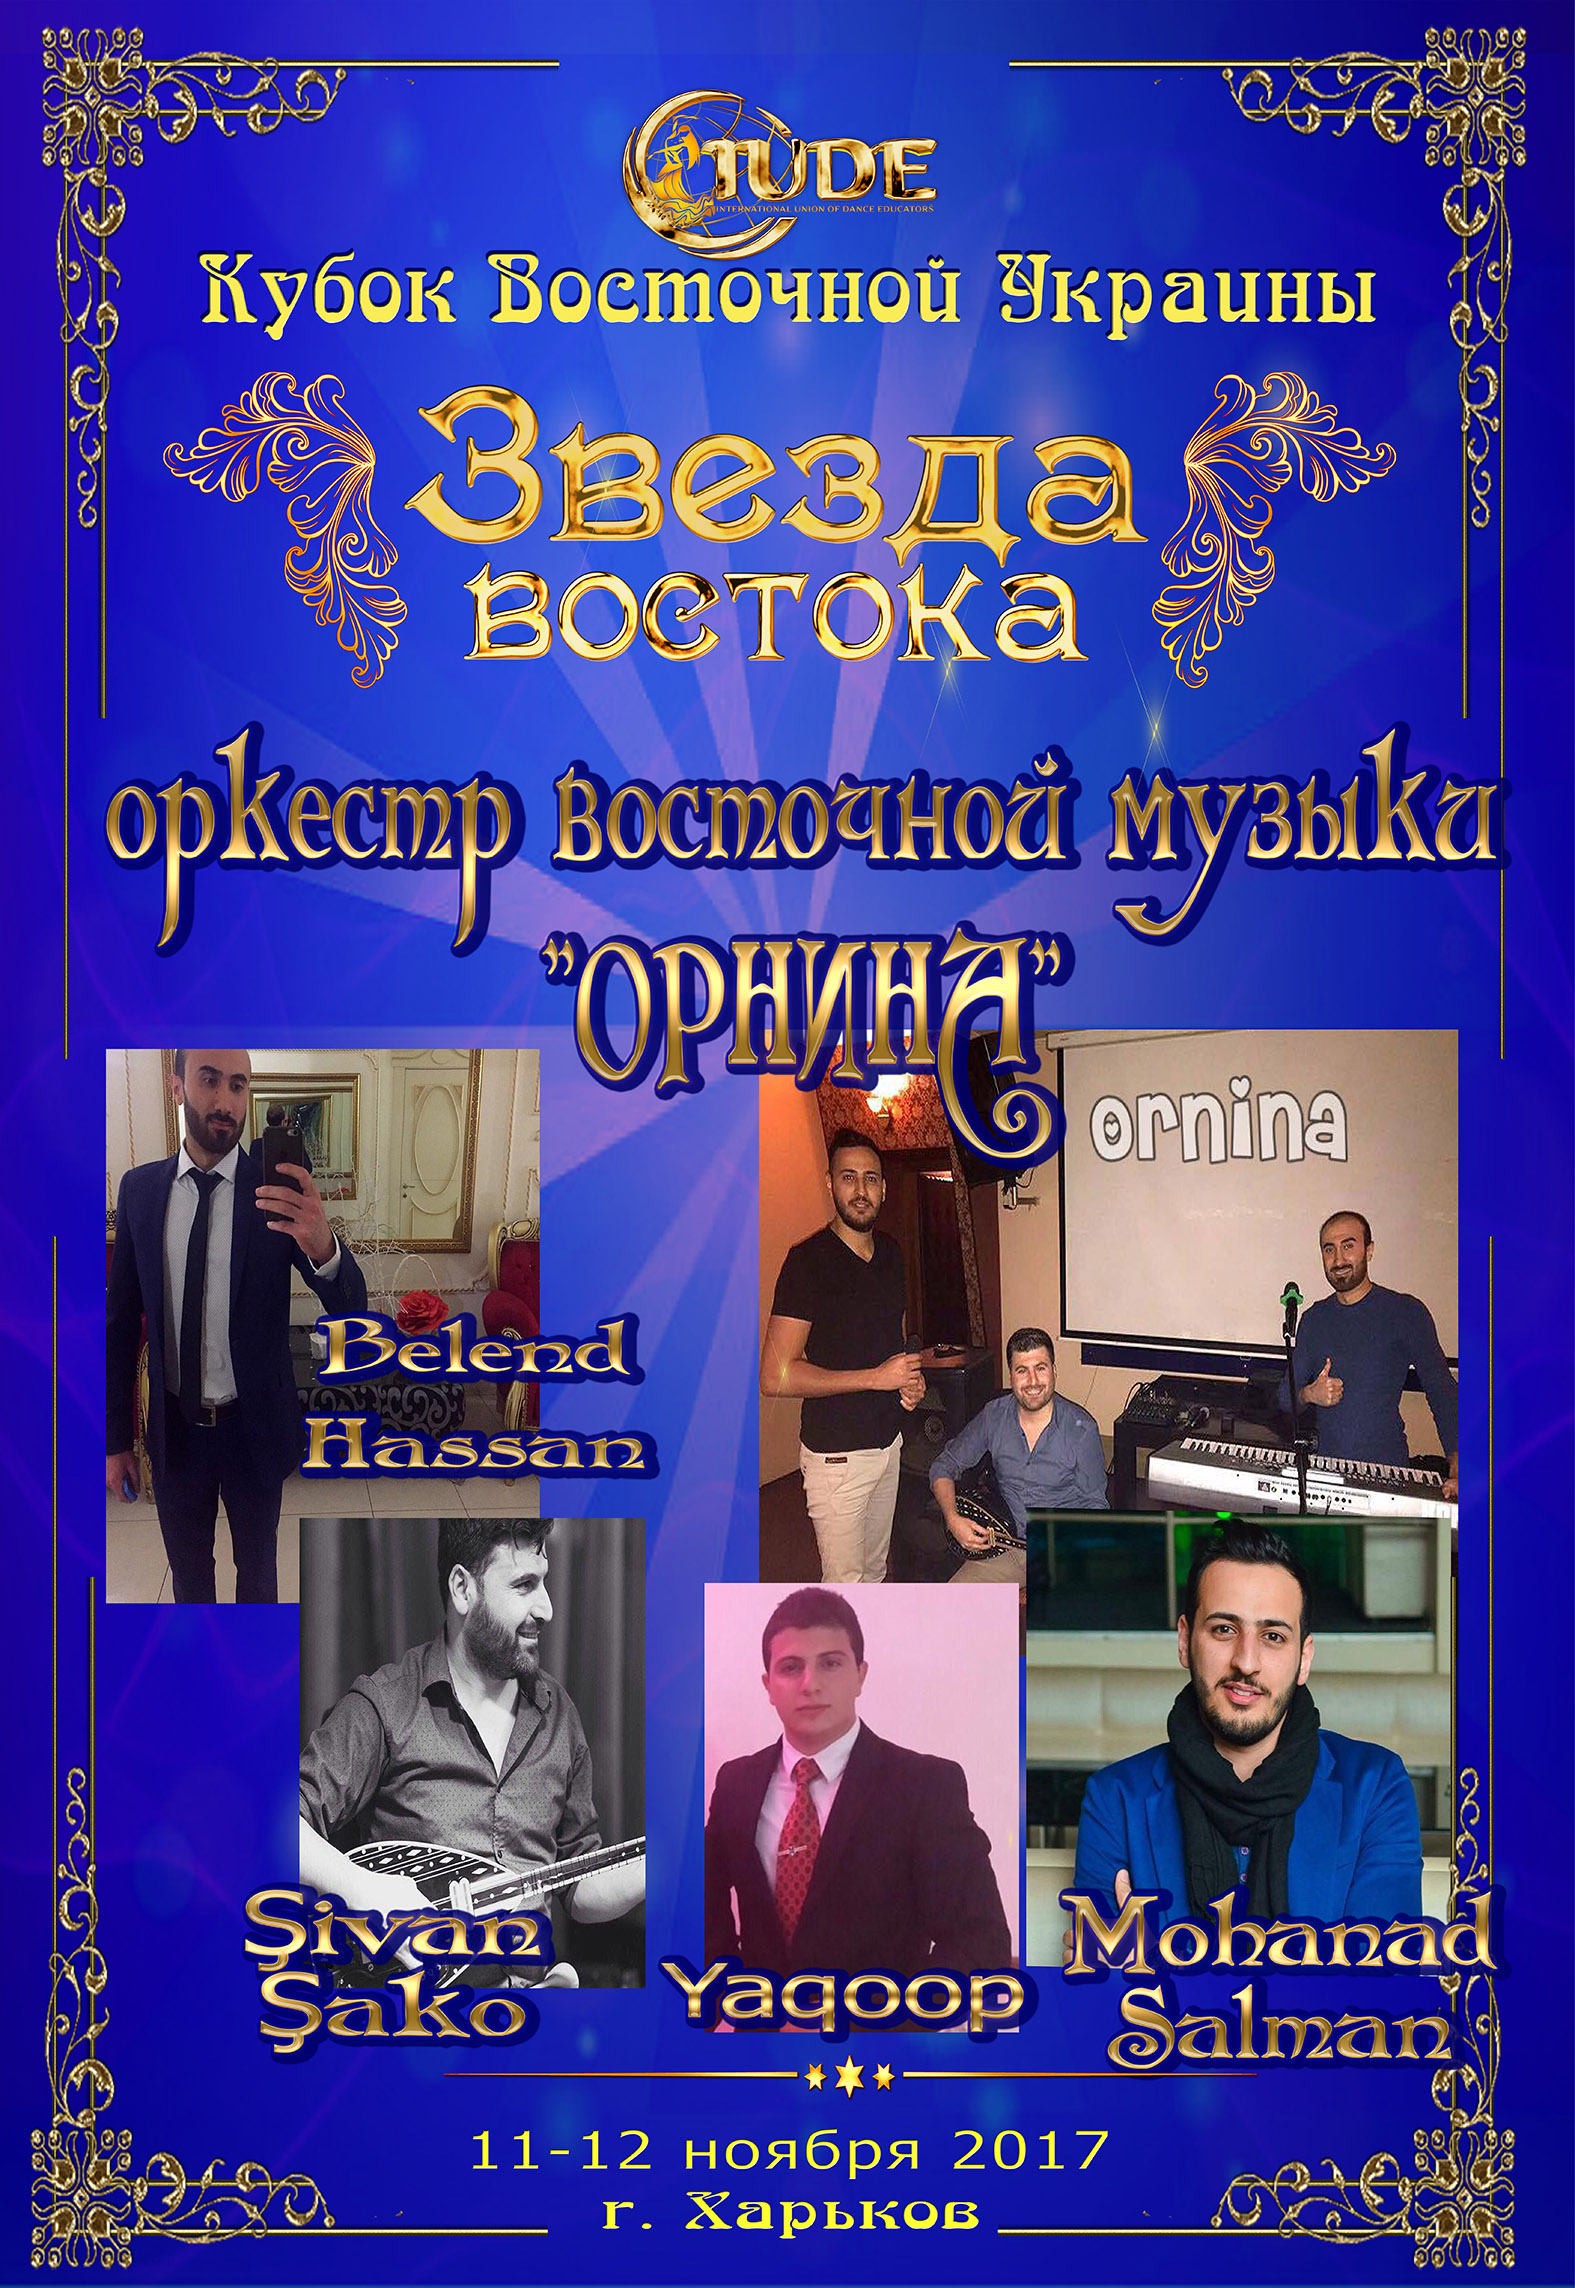 IUDE
INTERNATIONAL UNION OF DANCE EDUCATORS
Кубок Восточной Украины
Звезда
востока
оркестр восточной музыки
"ОРНИНА"
ornina
Belend
Hassan
Şivan
Şako
Yaqoop
Mohanad
Salman
11-12 ноября 2017
г. Харьков